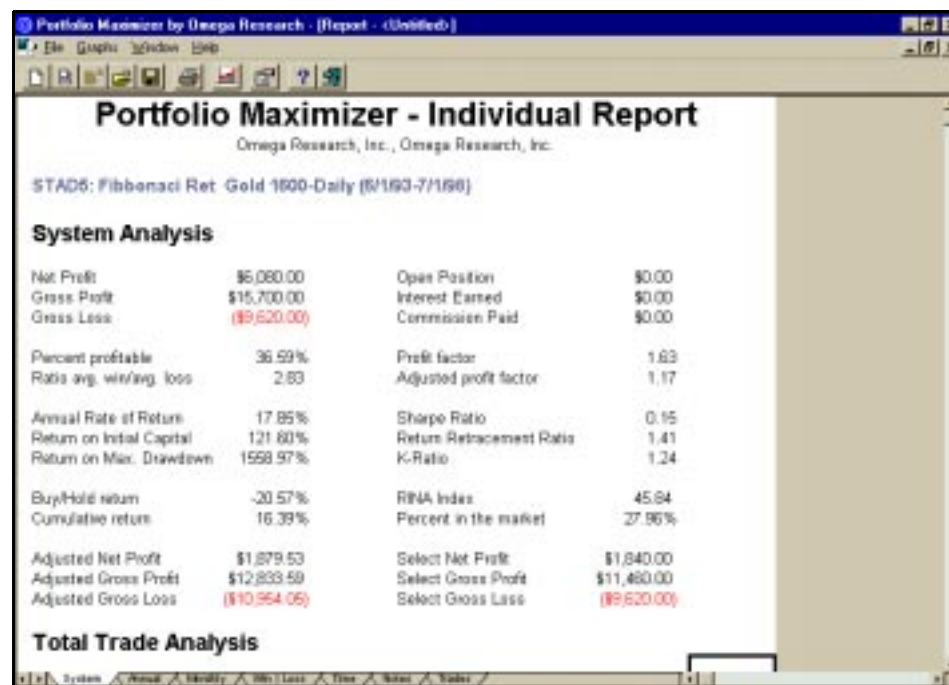 Portfolio Maximizer by Omega Research - [Report - <Untitled>]
File Graphs Window Help
Portfolio Maximizer - Individual Report
Omega Research, Inc., Omega Research, Inc.
STAD5: Fibbonaci Ret Gold 1600-Daily (6/1/93-7/1/98)
System Analysis
Net Profit $6,080.00 Open Position $0.00
Gross Profit $15,700.00 Interest Earned $0.00
Gross Loss ($9,620.00) Commission Paid $0.00
Percent profitable 36.59% Profit factor 1.63
Ratio avg. win/avg. loss 2.83 Adjusted profit factor 1.17
Annual Rate of Return 17.85% Sharpe Ratio 0.15
Return on Initial Capital 121.60% Return Retracement Ratio 1.41
Return on Max. Drawdown 1558.97% K-Ratio 1.24
Buy/Hold return -20.57% RINA Index 45.84
Cumulative return 16.39% Percent in the market 27.96%
Adjusted Net Profit $1,879.53 Select Net Profit $1,840.00
Adjusted Gross Profit $12,833.59 Select Gross Profit $11,460.00
Adjusted Gross Loss ($10,954.05) Select Gross Loss ($9,620.00)
Total Trade Analysis
System Annual Monthly Win | Loss Time Notes Trades